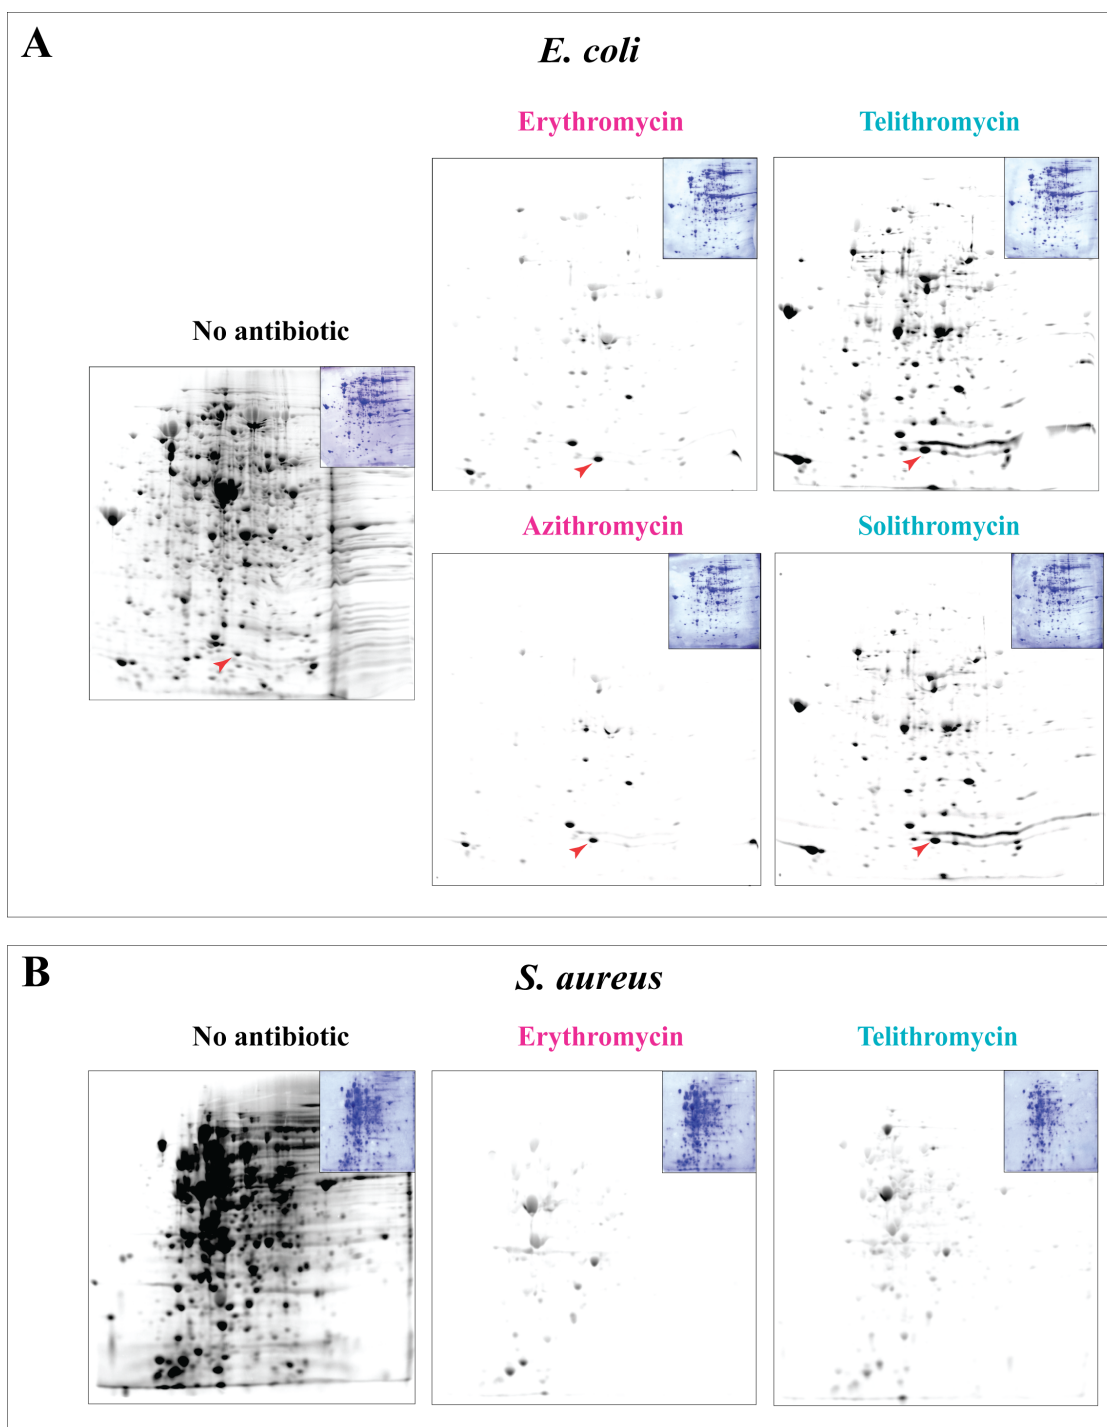 A
E. coli
Erythromycin
Telithromycin
No antibiotic
Azithromycin
Solithromycin
B
S. aureus
No antibiotic
Erythromycin
Telithromycin